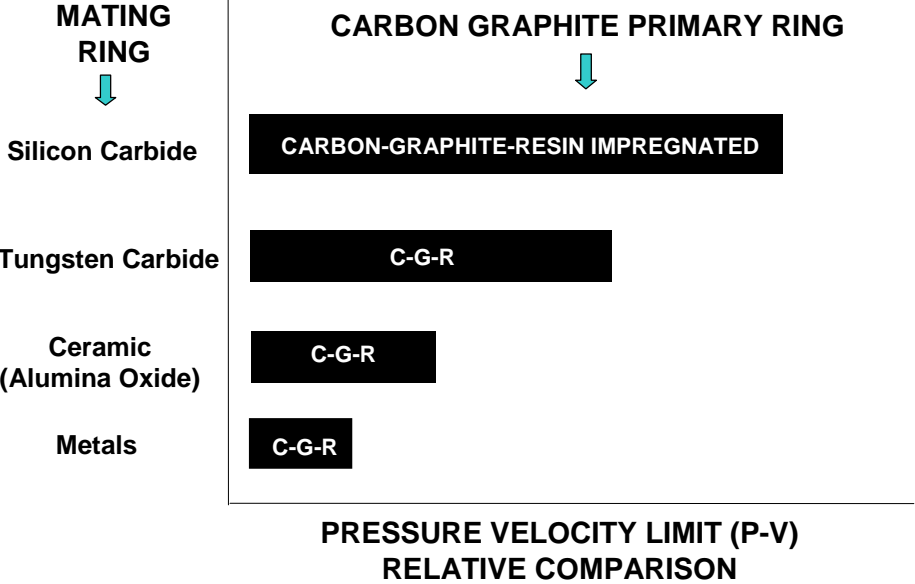 MATING
RING
CARBON GRAPHITE PRIMARY RING
Silicon Carbide
CARBON-GRAPHITE-RESIN IMPREGNATED
Tungsten Carbide
C-G-R
Ceramic
(Alumina Oxide)
C-G-R
Metals
C-G-R
PRESSURE VELOCITY LIMIT (P-V)
RELATIVE COMPARISON